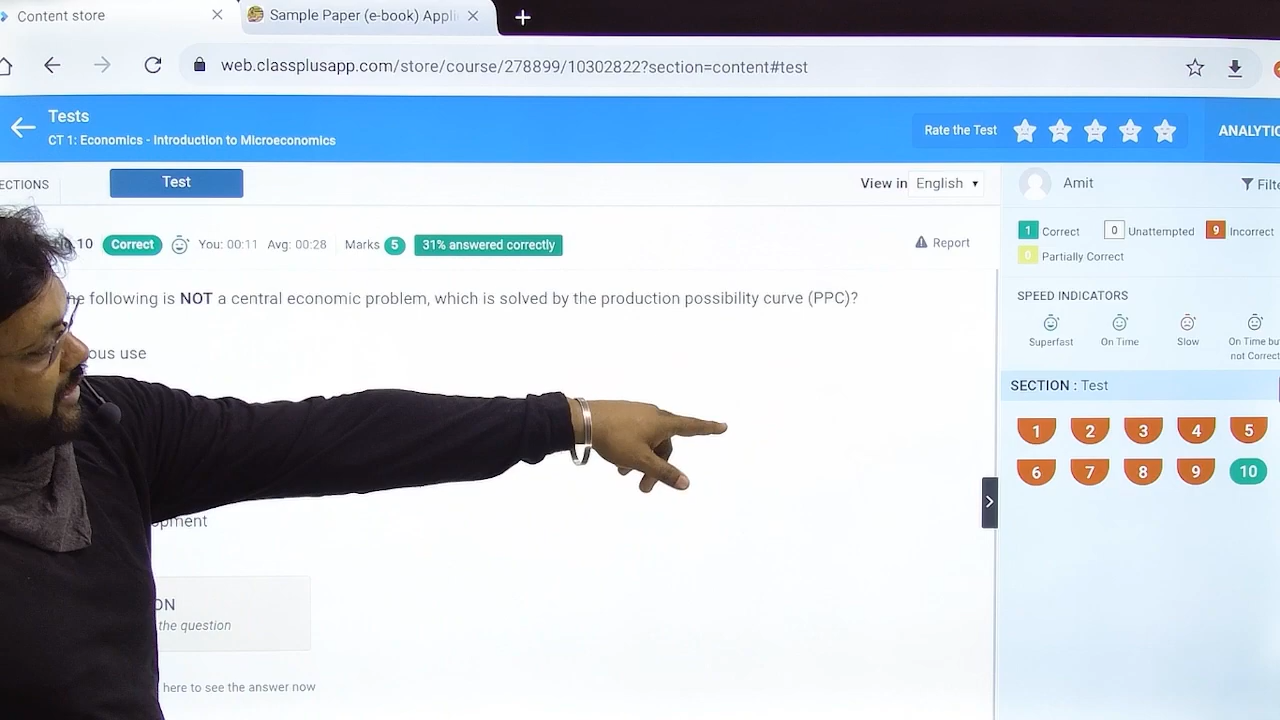 Content store
Sample Paper (e-book) Appli
web.classplusapp.com/store/course/278899/10302822?section=content#test
Tests
CT 1: Economics - Introduction to Microeconomics
Rate the Test
ANALYTIC
ECTIONS
Test
View in English
Amit
Filte
10 Correct You: 00:11 Avg: 00:28 Marks 5 31% answered correctly
Report
1 Correct 0 Unattempted 9 Incorrect
0 Partially Correct
he following is NOT a central economic problem, which is solved by the production possibility curve (PPC)?
SPEED INDICATORS
Superfast On Time Slow On Time but
not Correct
ous use
SECTION : Test
1 2 3 4 5
6 7 8 9 10
opment
ON
the question
here to see the answer now